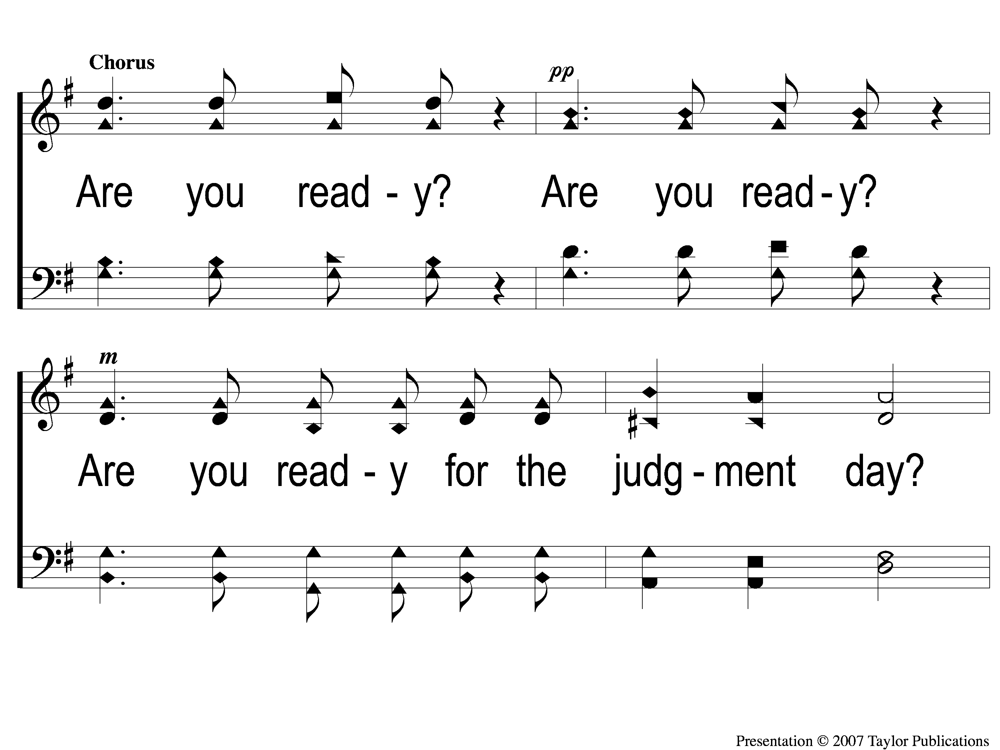 Chorus
pp
Are you read - y? Are you read - y?
m
Are you read - y for the judg - ment day?
Presentation © 2007 Taylor Publications